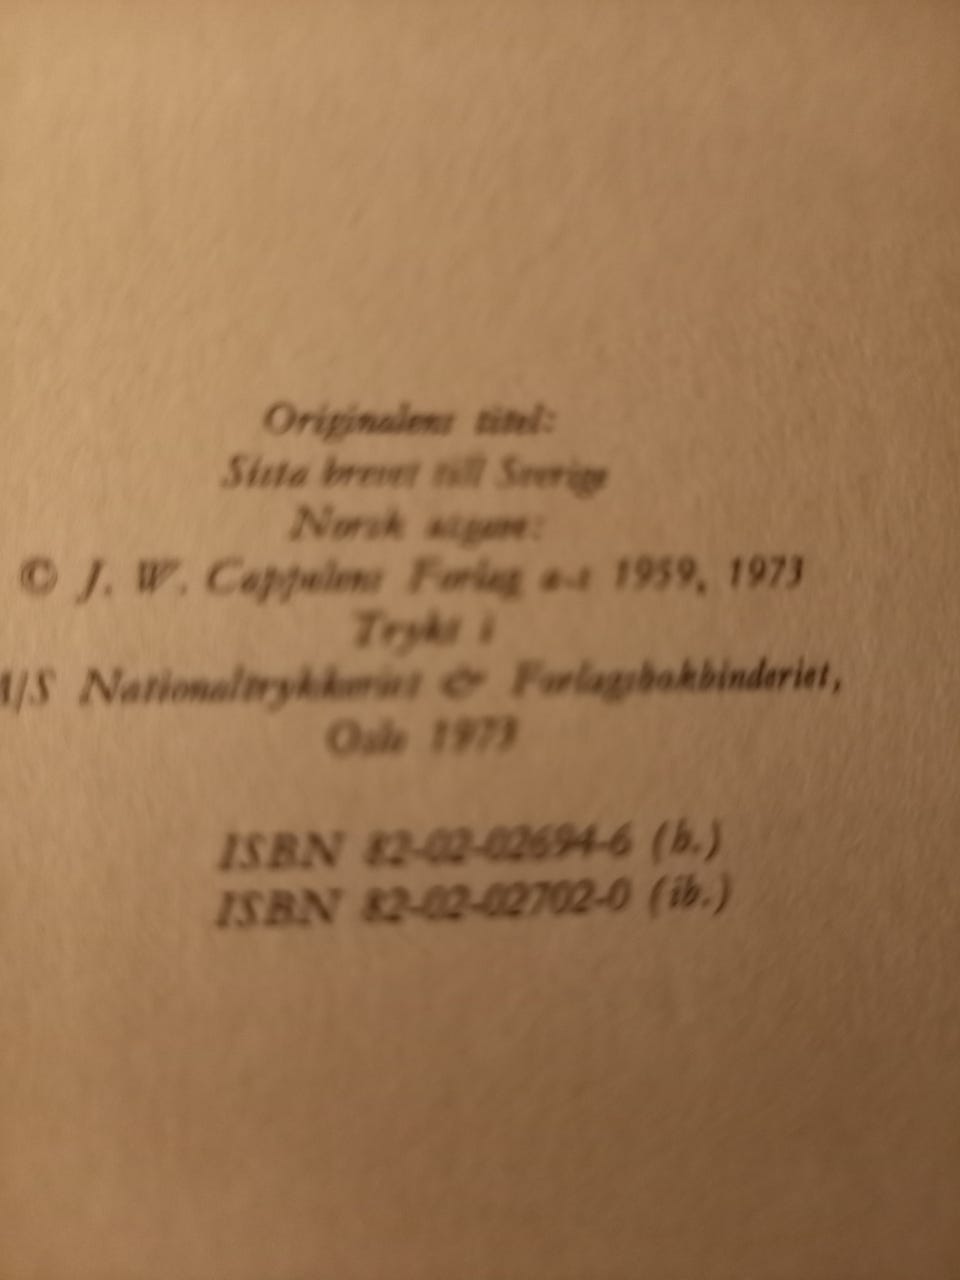 Originalens titel:
Sista brevet till Sverige
Norsk utgave:
© J. W. Cappelens Forlag a-s 1959, 1973
Trykt i
A/S Nationaltrykkeriet & Forlagsbokbinderiet,
Oslo 1973
ISBN 82-02-02694-6 (h.)
ISBN 82-02-02702-0 (ib.)